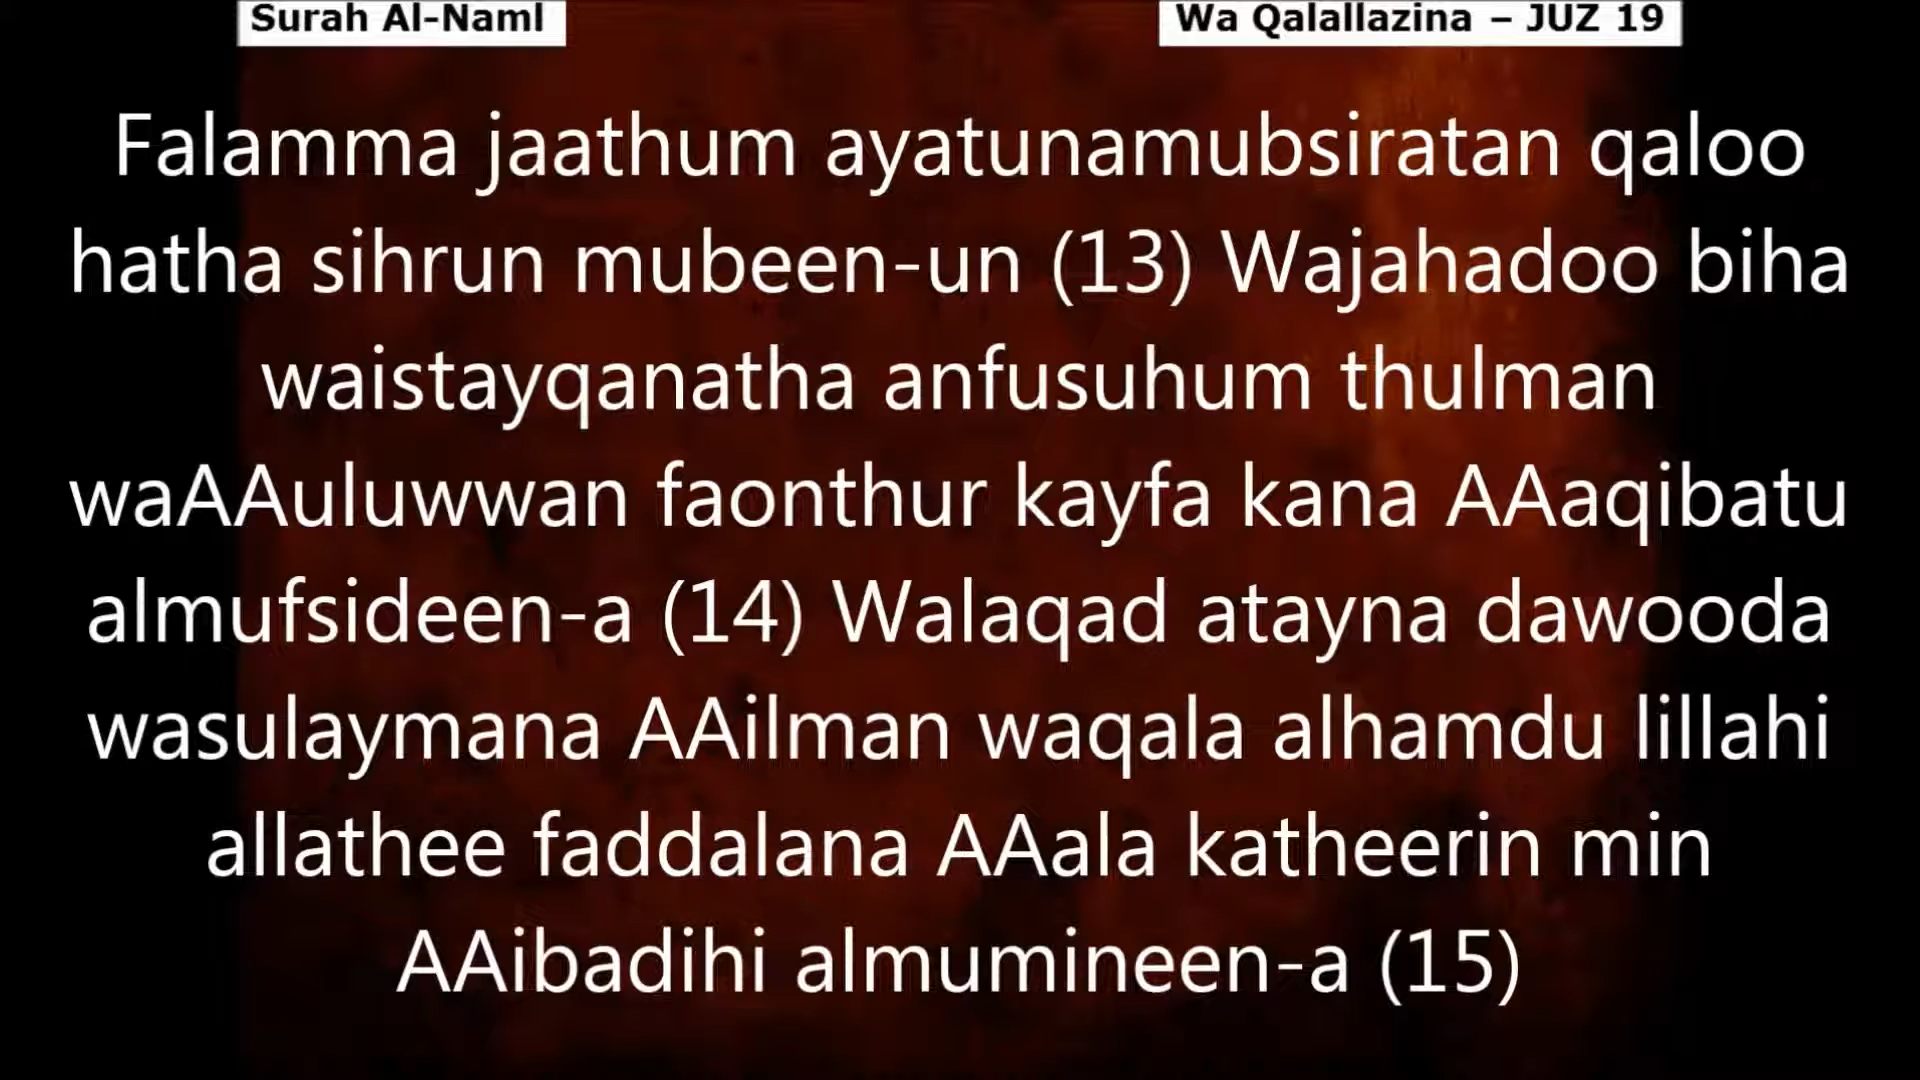 Surah Al-Naml
Wa Qalallazina – JUZ 19
Falamma jaathum ayatunamubsiratan qaloo
hatha sihrun mubeen-un (13) Wajahadoo biha
waistayqanatha anfusuhum thulman
waAAuluwwan faonthur kayfa kana AAaqibatu
almufsideen-a (14) Walaqad atayna dawooda
wasulaymana AAilman waqala alhamdu lillahi
allathee faddalana AAala katheerin min
AAibadihi almumineen-a (15)